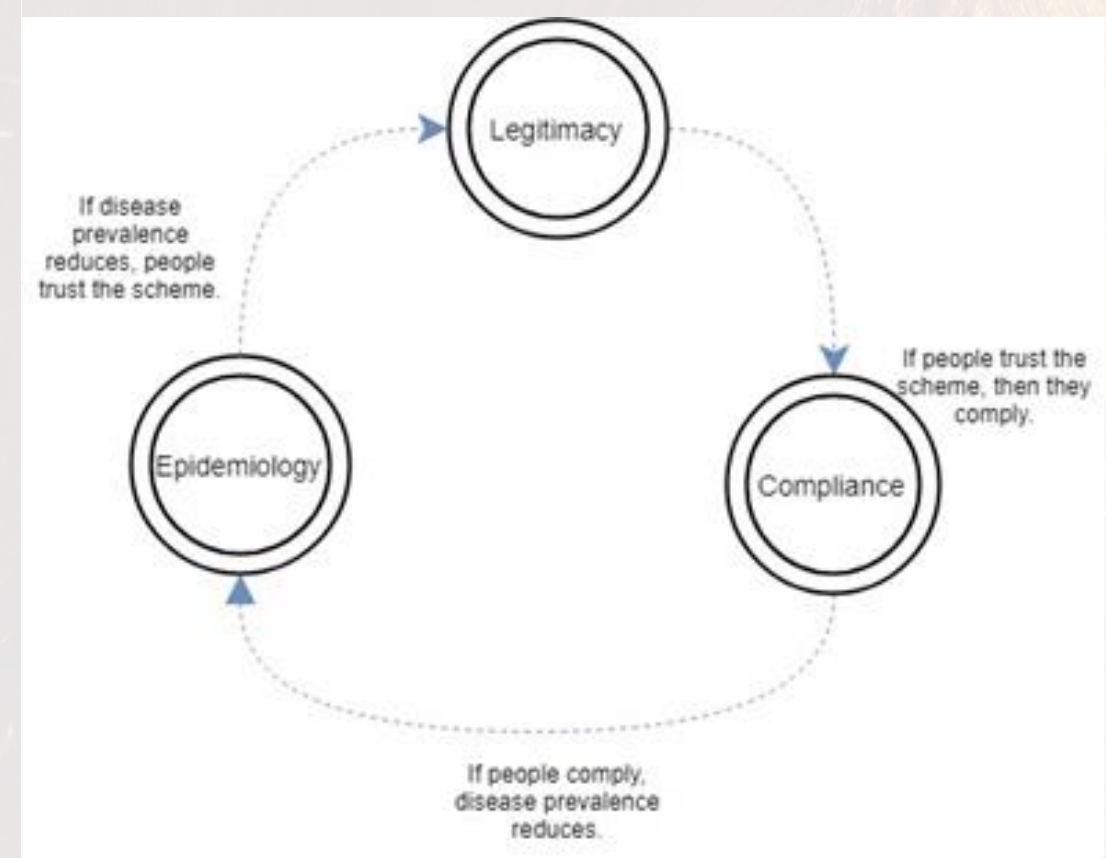 Legitimacy
If disease
prevalence
reduces, people
trust the scheme.
If people trust the
scheme, then they
comply.
Epidemiology
Compliance
If people comply,
disease prevalence
reduces.